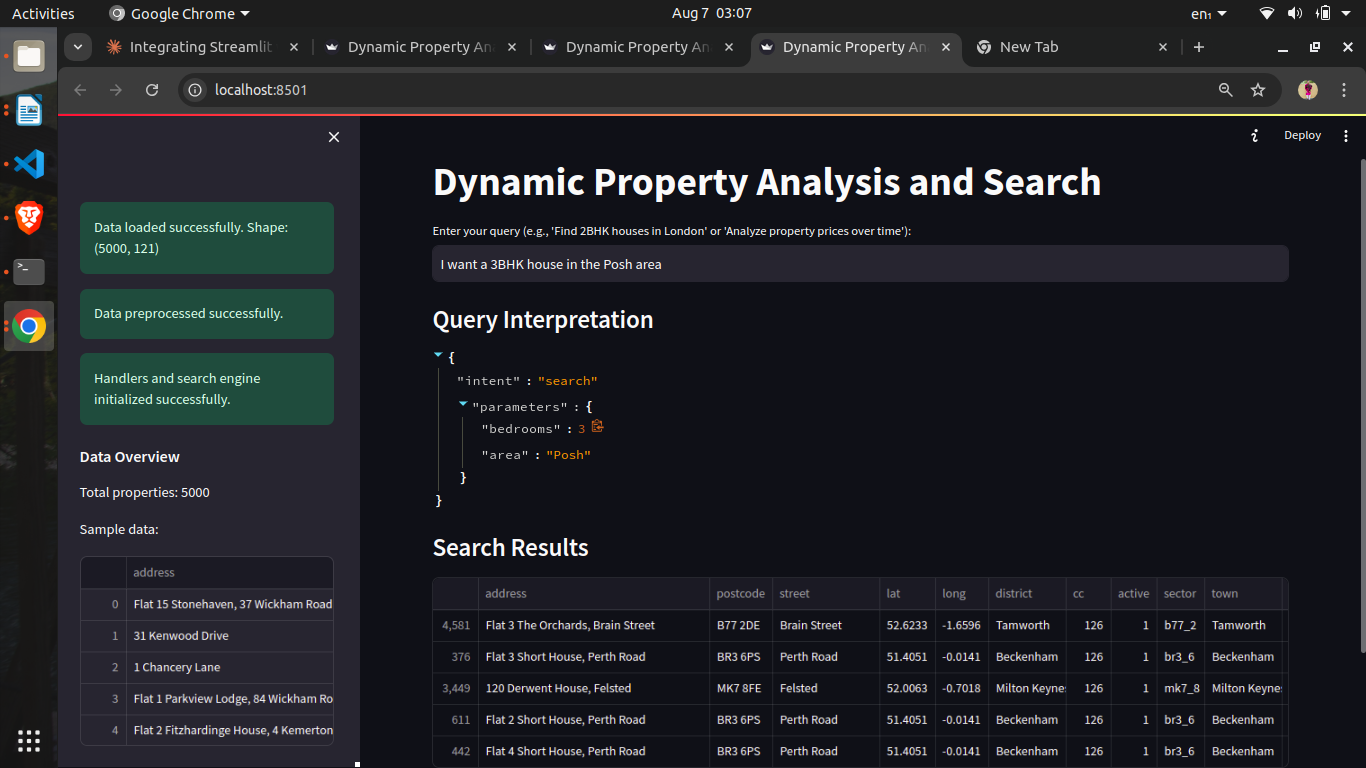 Activities
Google Chrome
Aug 7 03:07
en₁
Integrating Streamlit
Dynamic Property An
Dynamic Property An
Dynamic Property An
New Tab
localhost:8501
Deploy
Data loaded successfully. Shape:
(5000, 121)
Data preprocessed successfully.
Handlers and search engine
initialized successfully.
Data Overview
Total properties: 5000
Sample data:
address
0 Flat 15 Stonehaven, 37 Wickham Road
1 31 Kenwood Drive
2 1 Chancery Lane
3 Flat 1 Parkview Lodge, 84 Wickham Ro
4 Flat 2 Fitzhardinge House, 4 Kemerton
Dynamic Property Analysis and Search
Enter your query (e.g., 'Find 2BHK houses in London' or 'Analyze property prices over time'):
I want a 3BHK house in the Posh area
Query Interpretation
{
"intent" : "search"
"parameters" : {
"bedrooms" : 3
"area" : "Posh"
}
}
Search Results
address postcode street lat long district cc active sector town
4,581 Flat 3 The Orchards, Brain Street B77 2DE Brain Street 52.6233 -1.6596 Tamworth 126 1 b77_2 Tamworth
376 Flat 3 Short House, Perth Road BR3 6PS Perth Road 51.4051 -0.0141 Beckenham 126 1 br3_6 Beckenham
3,449 120 Derwent House, Felsted MK7 8FE Felsted 52.0063 -0.7018 Milton Keyne 126 1 mk7_8 Milton Keyne
611 Flat 2 Short House, Perth Road BR3 6PS Perth Road 51.4051 -0.0141 Beckenham 126 1 br3_6 Beckenham
442 Flat 4 Short House, Perth Road BR3 6PS Perth Road 51.4051 -0.0141 Beckenham 126 1 br3_6 Beckenham